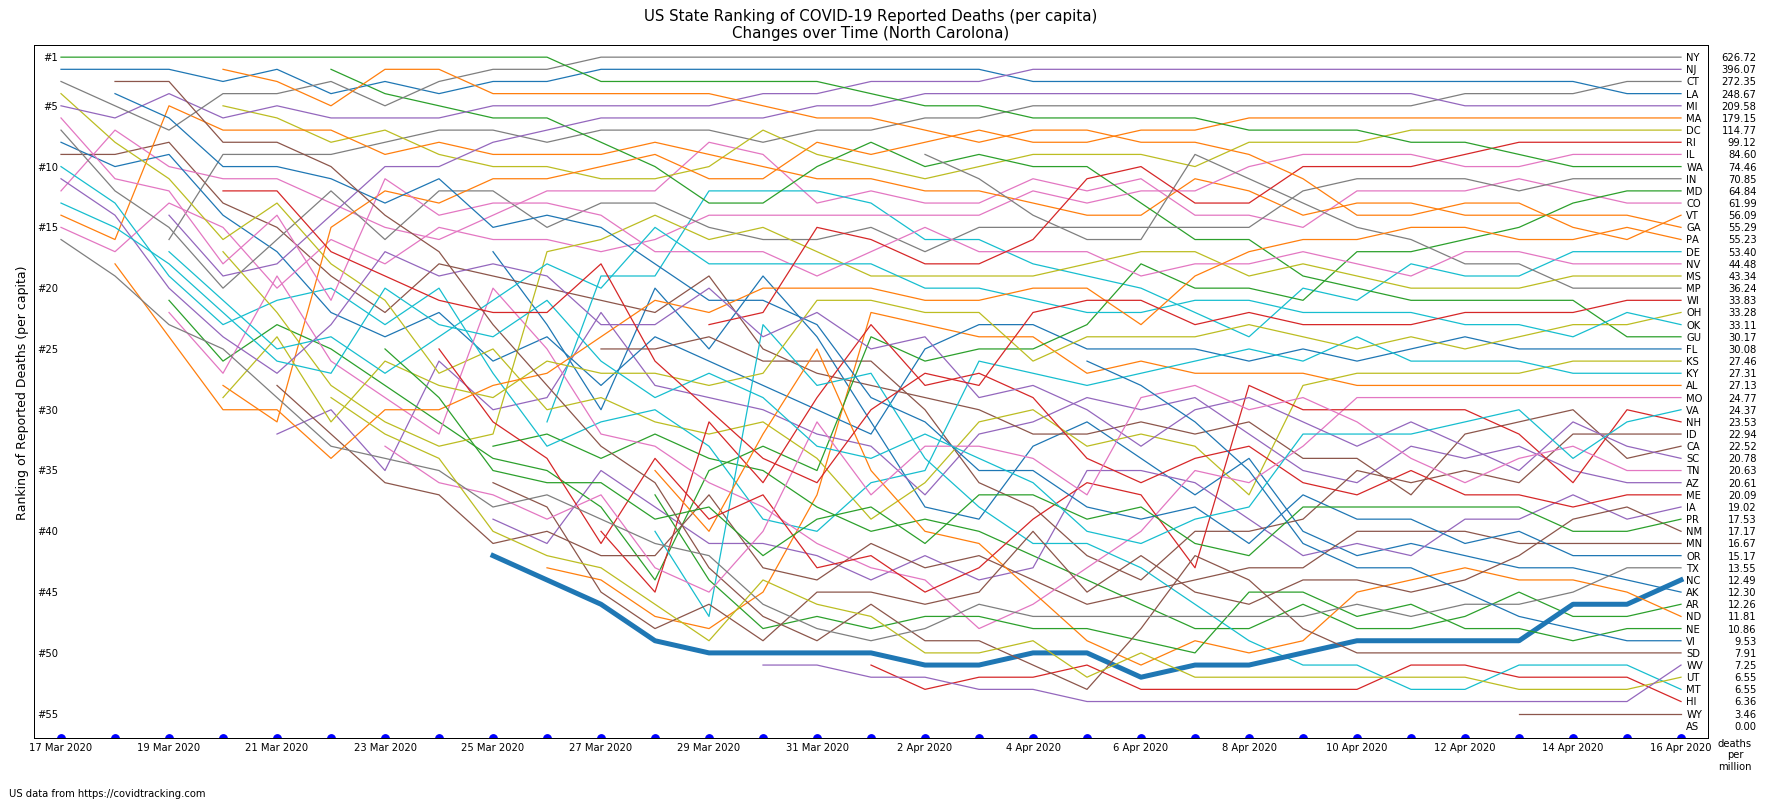 US State Ranking of COVID-19 Reported Deaths (per capita)
Changes over Time (North Carolona)
Ranking of Reported Deaths (per capita)
#1
#5
#10
#15
#20
#25
#30
#35
#40
#45
#50
#55
NY 626.72
NJ 396.07
CT 272.35
LA 248.67
MI 209.58
MA 179.15
DC 114.77
RI 99.12
IL 84.60
WA 74.46
IN 70.85
MD 64.84
CO 61.99
VT 56.09
GA 55.29
PA 55.23
DE 53.40
NV 44.48
MS 43.34
MP 36.24
WI 33.83
OH 33.28
OK 33.11
GU 30.17
FL 30.08
KS 27.46
KY 27.31
AL 27.13
MO 24.77
VA 24.37
NH 23.53
ID 22.94
CA 22.52
SC 20.78
TN 20.63
AZ 20.61
ME 20.09
IA 19.02
PR 17.53
NM 17.17
MN 16.67
OR 15.17
TX 13.55
NC 12.49
AK 12.30
AR 12.26
ND 11.81
NE 10.86
VI 9.53
SD 7.91
WV 7.25
UT 6.55
MT 6.55
HI 6.36
WY 3.46
AS 0.00
17 Mar 2020 19 Mar 2020 21 Mar 2020 23 Mar 2020 25 Mar 2020 27 Mar 2020 29 Mar 2020 31 Mar 2020 2 Apr 2020 4 Apr 2020 6 Apr 2020 8 Apr 2020 10 Apr 2020 12 Apr 2020 14 Apr 2020 16 Apr 2020
deaths
per
million
US data from https://covidtracking.com